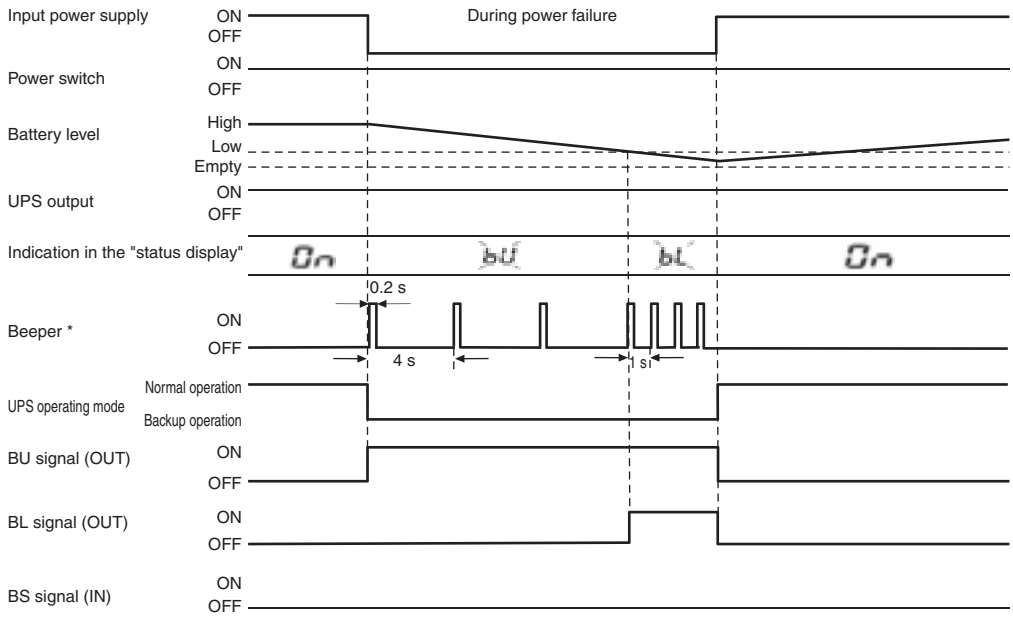 Input power supply ON During power failure
OFF
ON
Power switch
OFF
High
Battery level
Low
Empty
ON
UPS output
OFF
Indication in the "status display" On bU bL On
0.2 s
ON
Beeper *
OFF
4 s 1 s
Normal operation
UPS operating mode
Backup operation
ON
BU signal (OUT)
OFF
ON
BL signal (OUT)
OFF
ON
BS signal (IN)
OFF